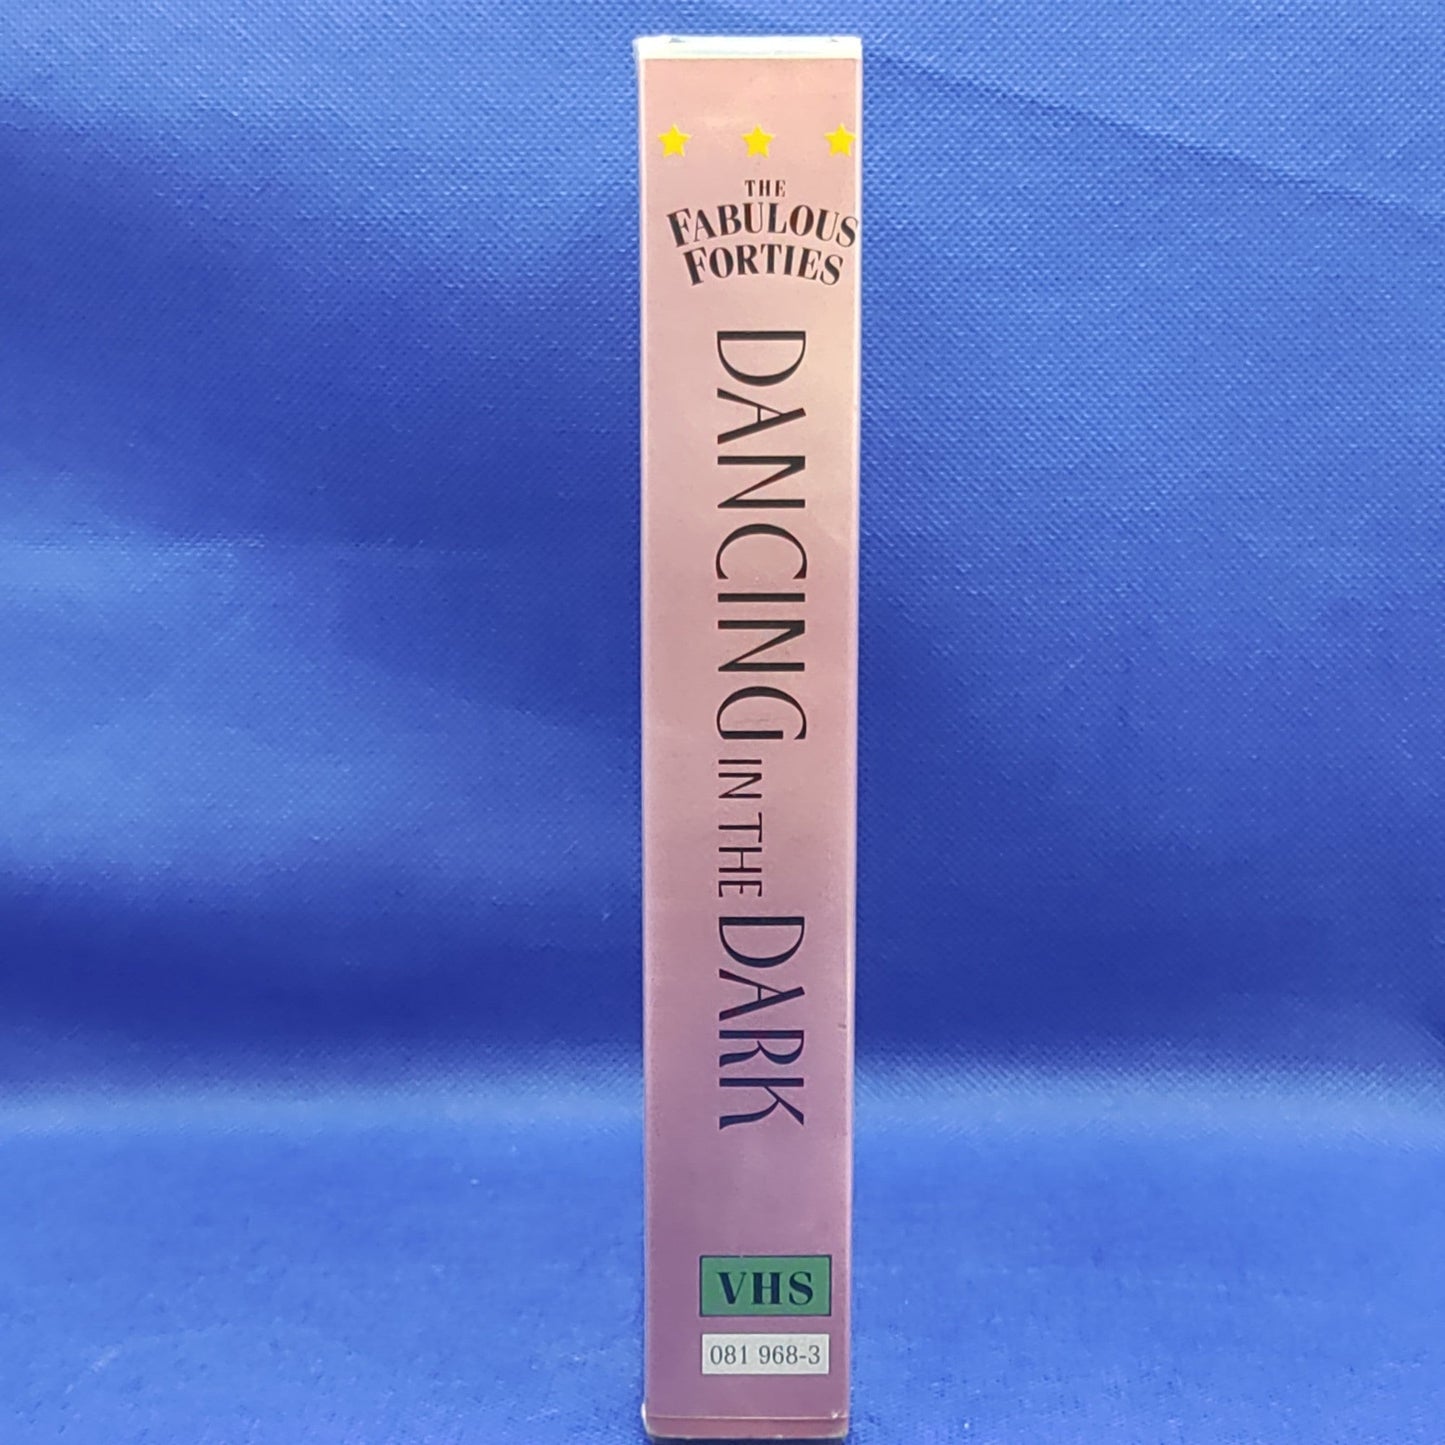 THE
FABULOUS
FORTIES
DANCING IN THE DARK
VHS
081 968-3